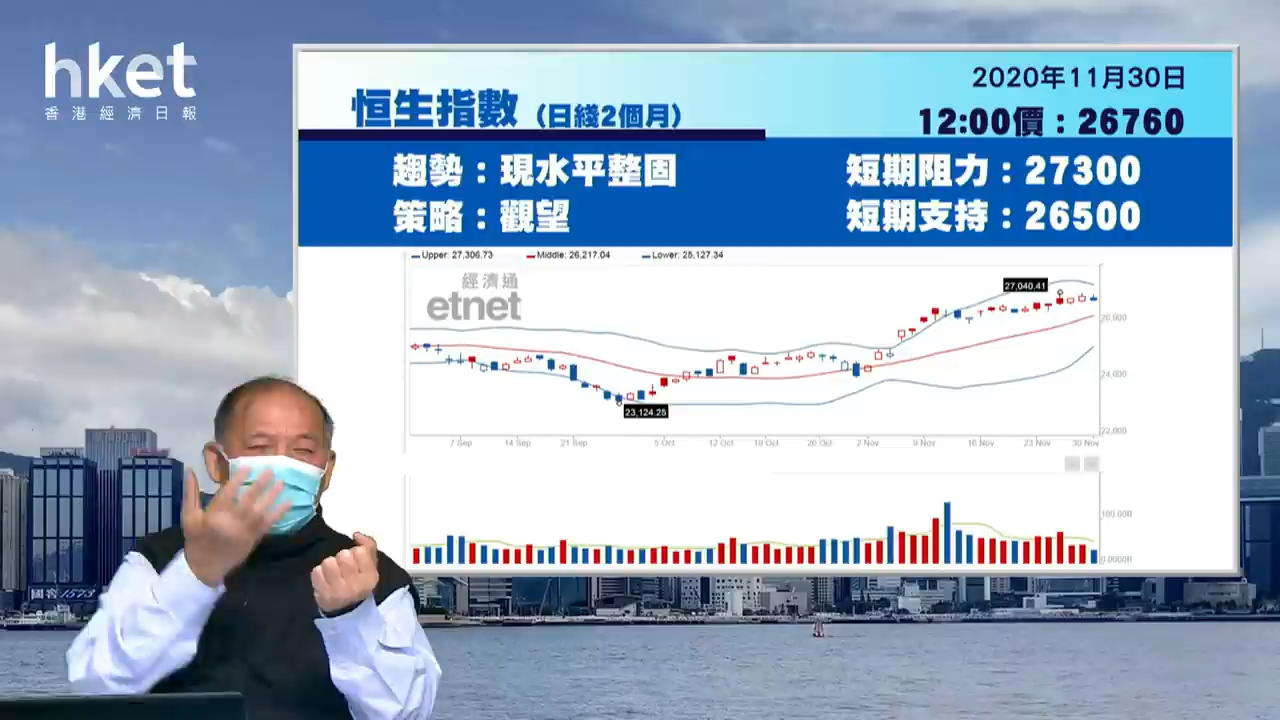 hket
香港經濟日報
2020年11月30日
恒生指數 (日綫2個月)
12:00價:26760
趨勢:現水平整固
短期阻力:27300
策略:觀望
短期支持:26500
Upper: 27,306.73 Middle: 26,217.04 Lower: 25,127.34
經濟通
etnet
27,040.41
26,000
24,000
23,124.25
22,000
7 Sep 14 Sep 21 Sep 5 Oct 12 Oct 19 Oct 26 Oct 2 Nov 9 Nov 16 Nov 23 Nov 30 Nov
100.000
國窖 1573